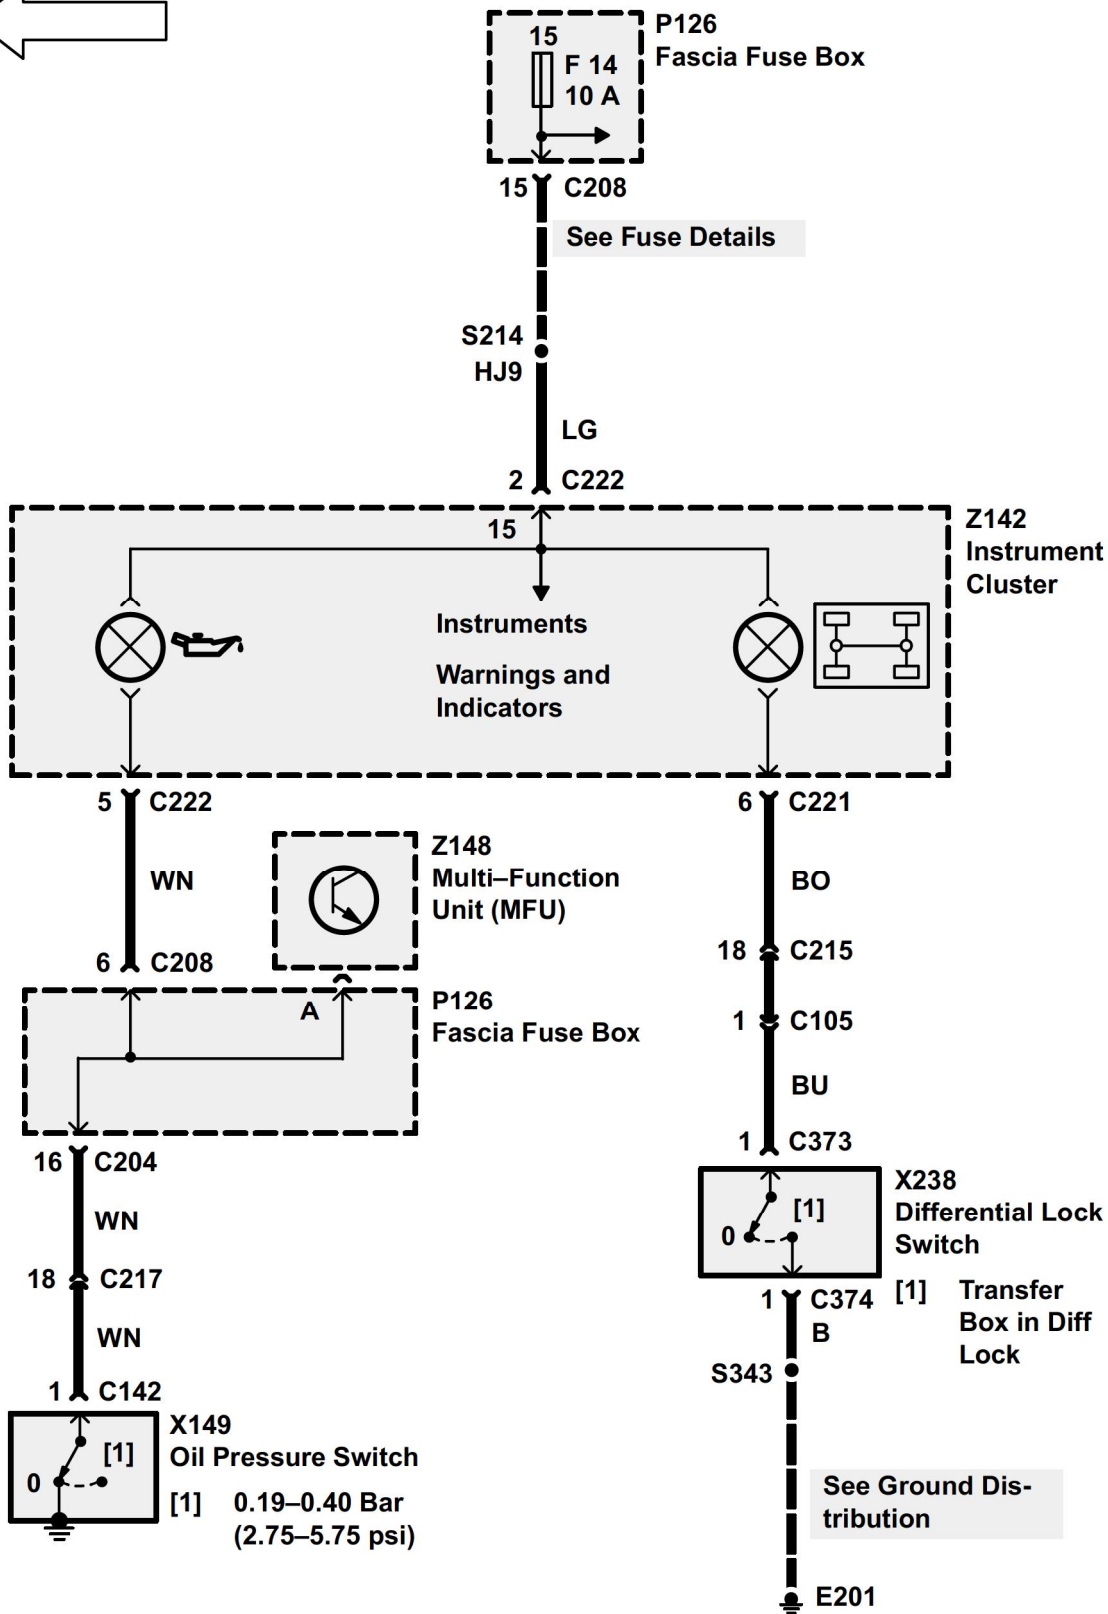 P126
15
Fascia Fuse Box
F 14
10 A
15 C208
See Fuse Details
S214
HJ9
LG
2 C222
Z142
Instrument
Cluster
15
Instruments
Warnings and
Indicators
5 C222
6 C221
Z148
Multi–Function
Unit (MFU)
WN
BO
6 C208
18 C215
P126
Fascia Fuse Box
A
1 C105
BU
1 C373
16 C204
X238
Differential Lock
Switch
[1]
0
WN
18 C217
[1] Transfer
Box in Diff
Lock
1 C374
B
WN
S343
1 C142
X149
Oil Pressure Switch
[1]
0
[1] 0.19–0.40 Bar
(2.75–5.75 psi)
See Ground Dis-
tribution
E201